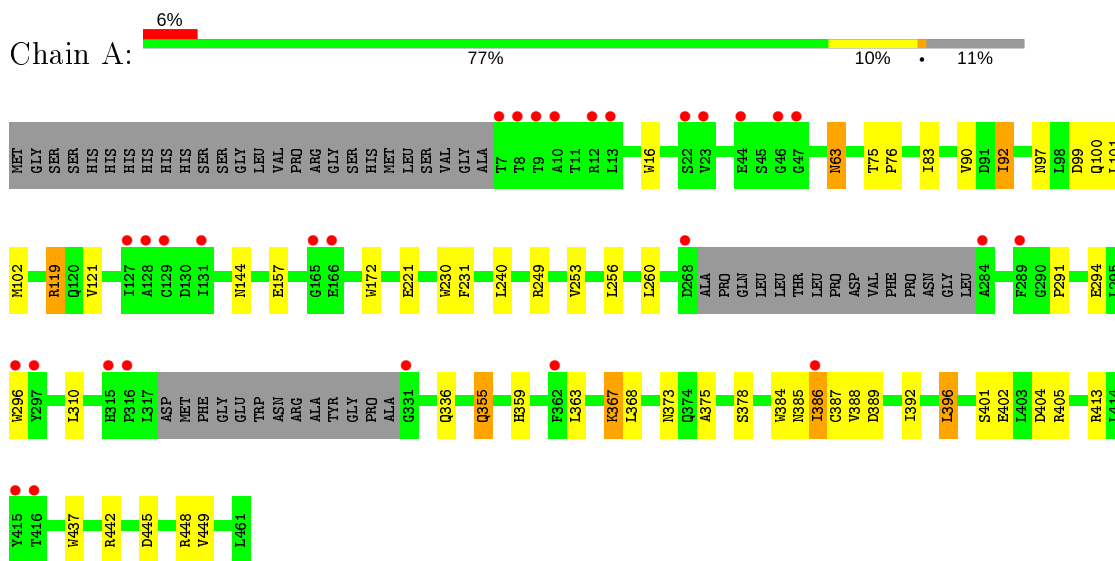 6%
Chain A:
77% 10% • 11%
MET GLY SER SER HIS HIS HIS HIS HIS HIS SER SER GLY LEU VAL PRO ARG GLY SER HIS MET LEU SER VAL GLY ALA T7 T8 T9 A10 T11 R12 L13 W16 S22 V23 E44 S45 G46 G47 N63 T75 P76 I83 V90 D91 I92 N97 L98 D99 Q100 L101
M102 R119 Q120 V121 I127 A128 C129 D130 I131 N144 E157 G165 E166 W172 E221 W230 F231 L240 R249 V253 L256 L260 D268 ALA PRO GLN LEU LEU THR LEU PRO ASP VAL PHE PRO ASN GLY LEU A284 F289 G290 P291 E294 L295
W296 Y297 L310 H315 P316 L317 ASP MET PHE GLY GLU TRP ASN ARG ALA TYR GLY PRO ALA G331 Q336 Q355 H359 F362 L363 K367 L368 N373 Q374 A375 S378 W384 N385 I386 C387 V388 D389 I392 L396 S401 E402 L403 D404 R405 R413 L414
Y415 T416 W437 R442 D445 R448 V449 L461